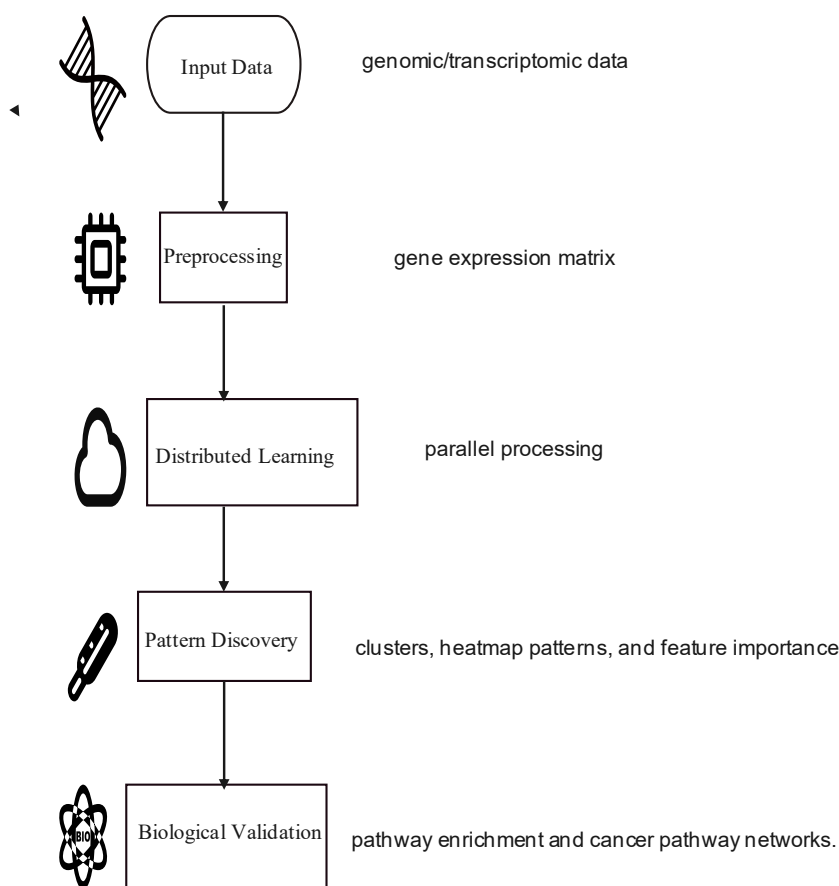 Input Data
genomic/transcriptomic data
Preprocessing
gene expression matrix
Distributed Learning
parallel processing
Pattern Discovery
clusters, heatmap patterns, and feature importance
BIO
Biological Validation
pathway enrichment and cancer pathway networks.